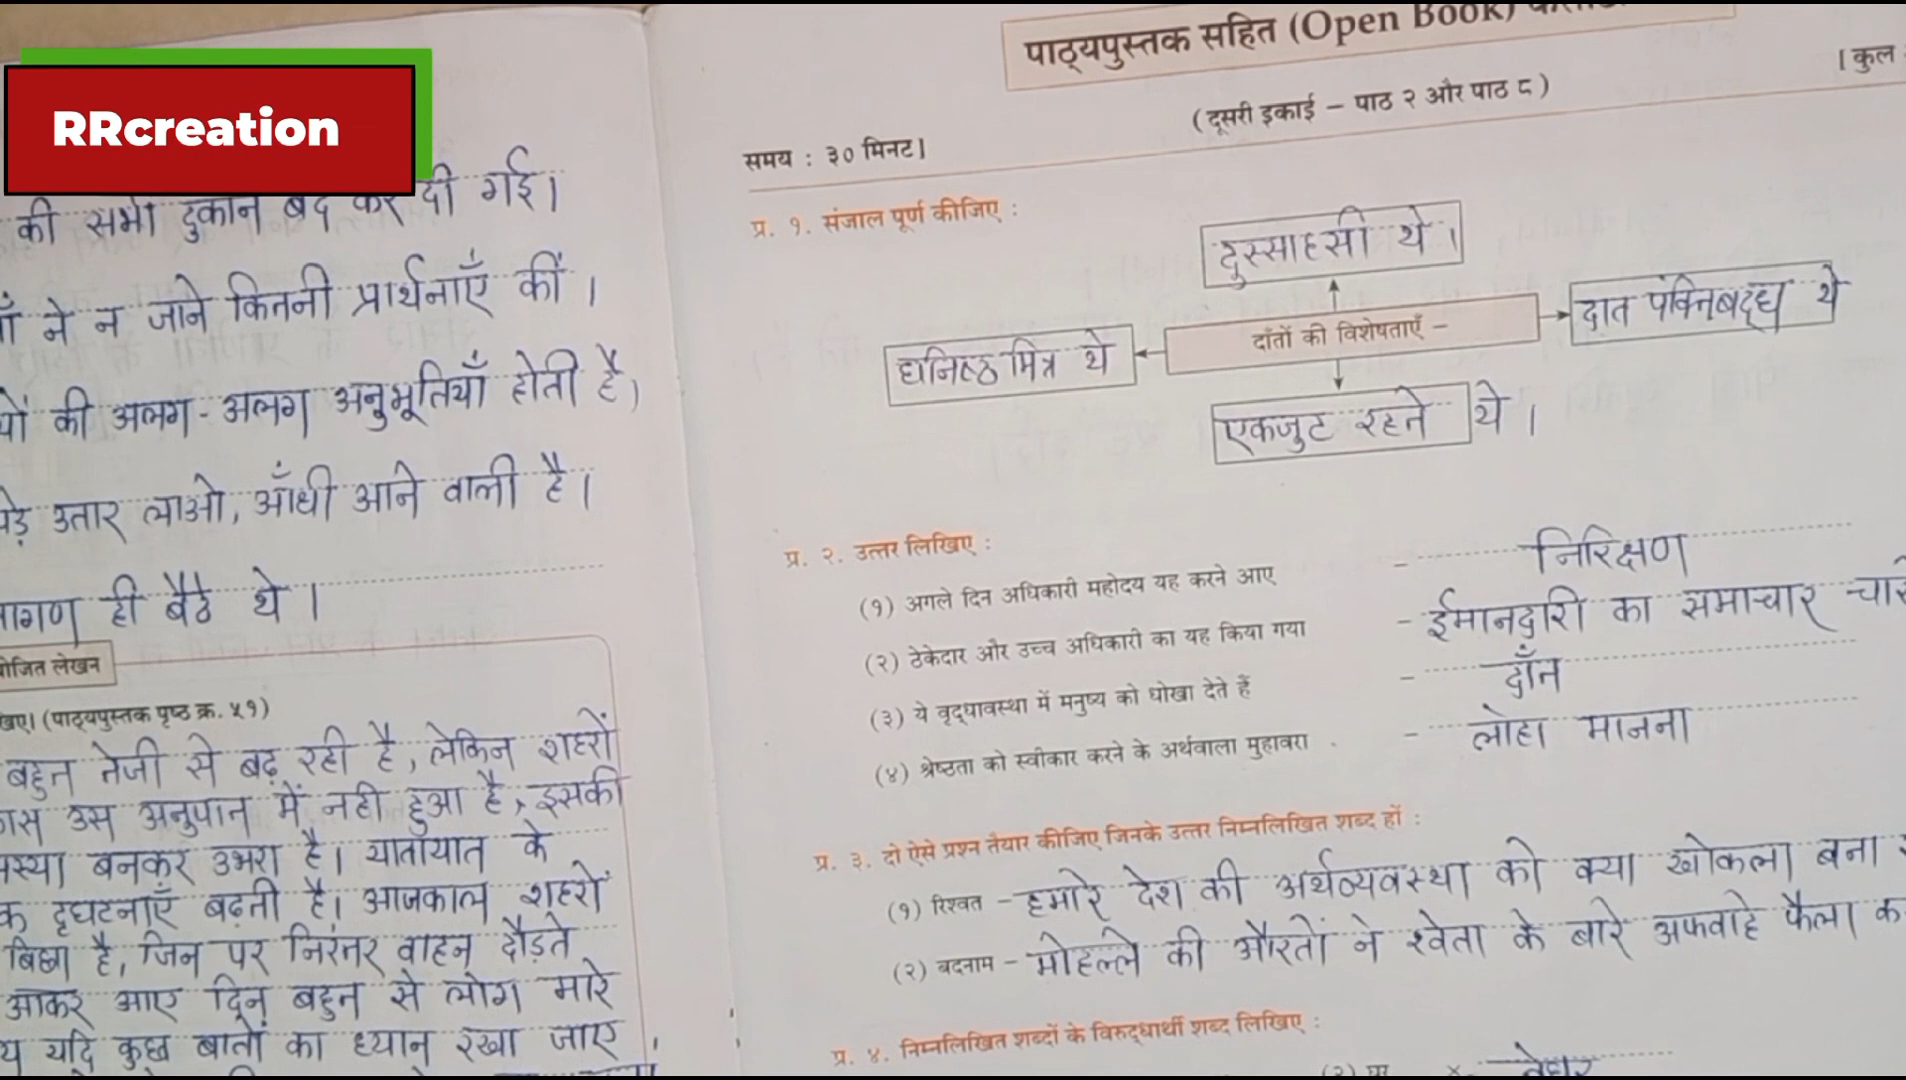 RRcreation
की सभी दुकान बंद कर दी गई।
ने न जाने कितनी प्रार्थनाएँ कीं ।
की अलग-अलग अनुभूतियाँ होती है,
उतार लाओ, आँधी आने वाली है ।
ही बैठे थे ।
लेखन
(पाठ्यपुस्तक पृष्ठ क्र. ५१)
बहुत तेजी से बढ़ रही है, लेकिन शहरों
उस अनुपात में नही हुआ है, इसकी
बनकर उभरा है। यातायात के
दृघटनाएँ बढ़ती है। आजकाल शहरों
बिछा है, जिन पर निरंतर वाहन दौड़ते
आकर आए दिन बहुत से लोग मारे
यदि कुछ बातों का ध्यान रखा जाए
पाठ्यपुस्तक सहित (Open Book)
(दूसरी इकाई – पाठ २ और पाठ ८)
[कुल
समय : ३० मिनट]
प्र. १. संजाल पूर्ण कीजिए :
दुस्साहसी थे ।
घनिष्ठ मित्र थे
दाँतों की विशेषताएँ –
दात पंक्तिबद्ध थे
एकजुट रहते थे ।
प्र. २. उत्तर लिखिए :
(१) अगले दिन अधिकारी महोदय यह करने आए - निरिक्षण
(२) ठेकेदार और उच्च अधिकारी का यह किया गया - ईमानदारि का समाचार
(३) ये वृद्धावस्था में मनुष्य को धोखा देते हैं - दाँत
(४) श्रेष्ठता को स्वीकार करने के अर्थवाला मुहावरा - लोहा मानना
प्र. ३. दो ऐसे प्रश्न तैयार कीजिए जिनके उत्तर निम्नलिखित शब्द हों :
(१) रिश्वत - हमारे देश की अर्थव्यवस्था को क्या खोकला बना
(२) बदनाम - मोहल्ले की औरतों ने श्वेता के बारे अफवाहे फैला
प्र. ४. निम्नलिखित शब्दों के विरुद्धार्थी शब्द लिखिए :